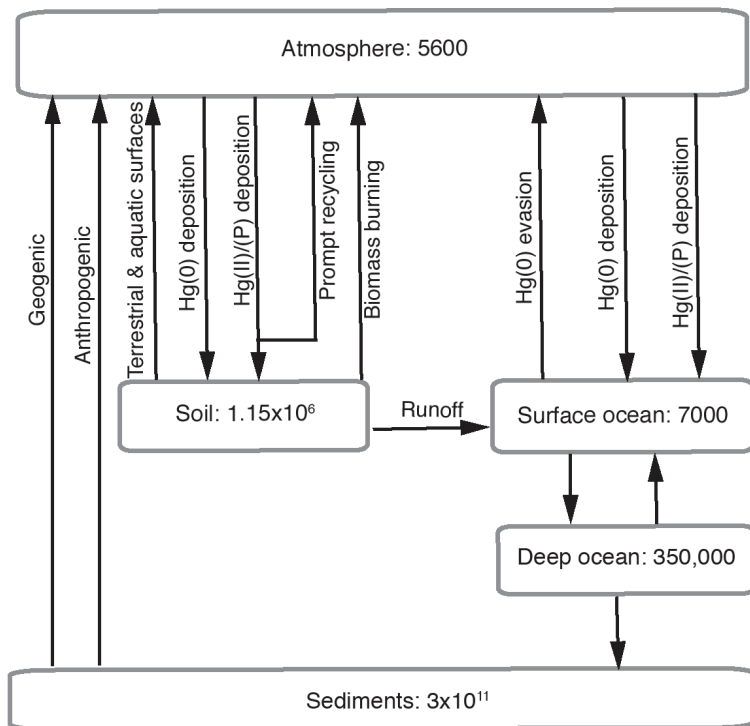 Atmosphere: 5600
Geogenic
Anthropogenic
Terrestrial & aquatic surfaces
Hg(0) deposition
Hg(II)/(P) deposition
Prompt recycling
Biomass burning
Hg(0) evasion
Hg(0) deposition
Hg(II)/(P) deposition
Soil: 1.15x10⁶
Runoff
Surface ocean: 7000
Deep ocean: 350,000
Sediments: 3x10¹¹